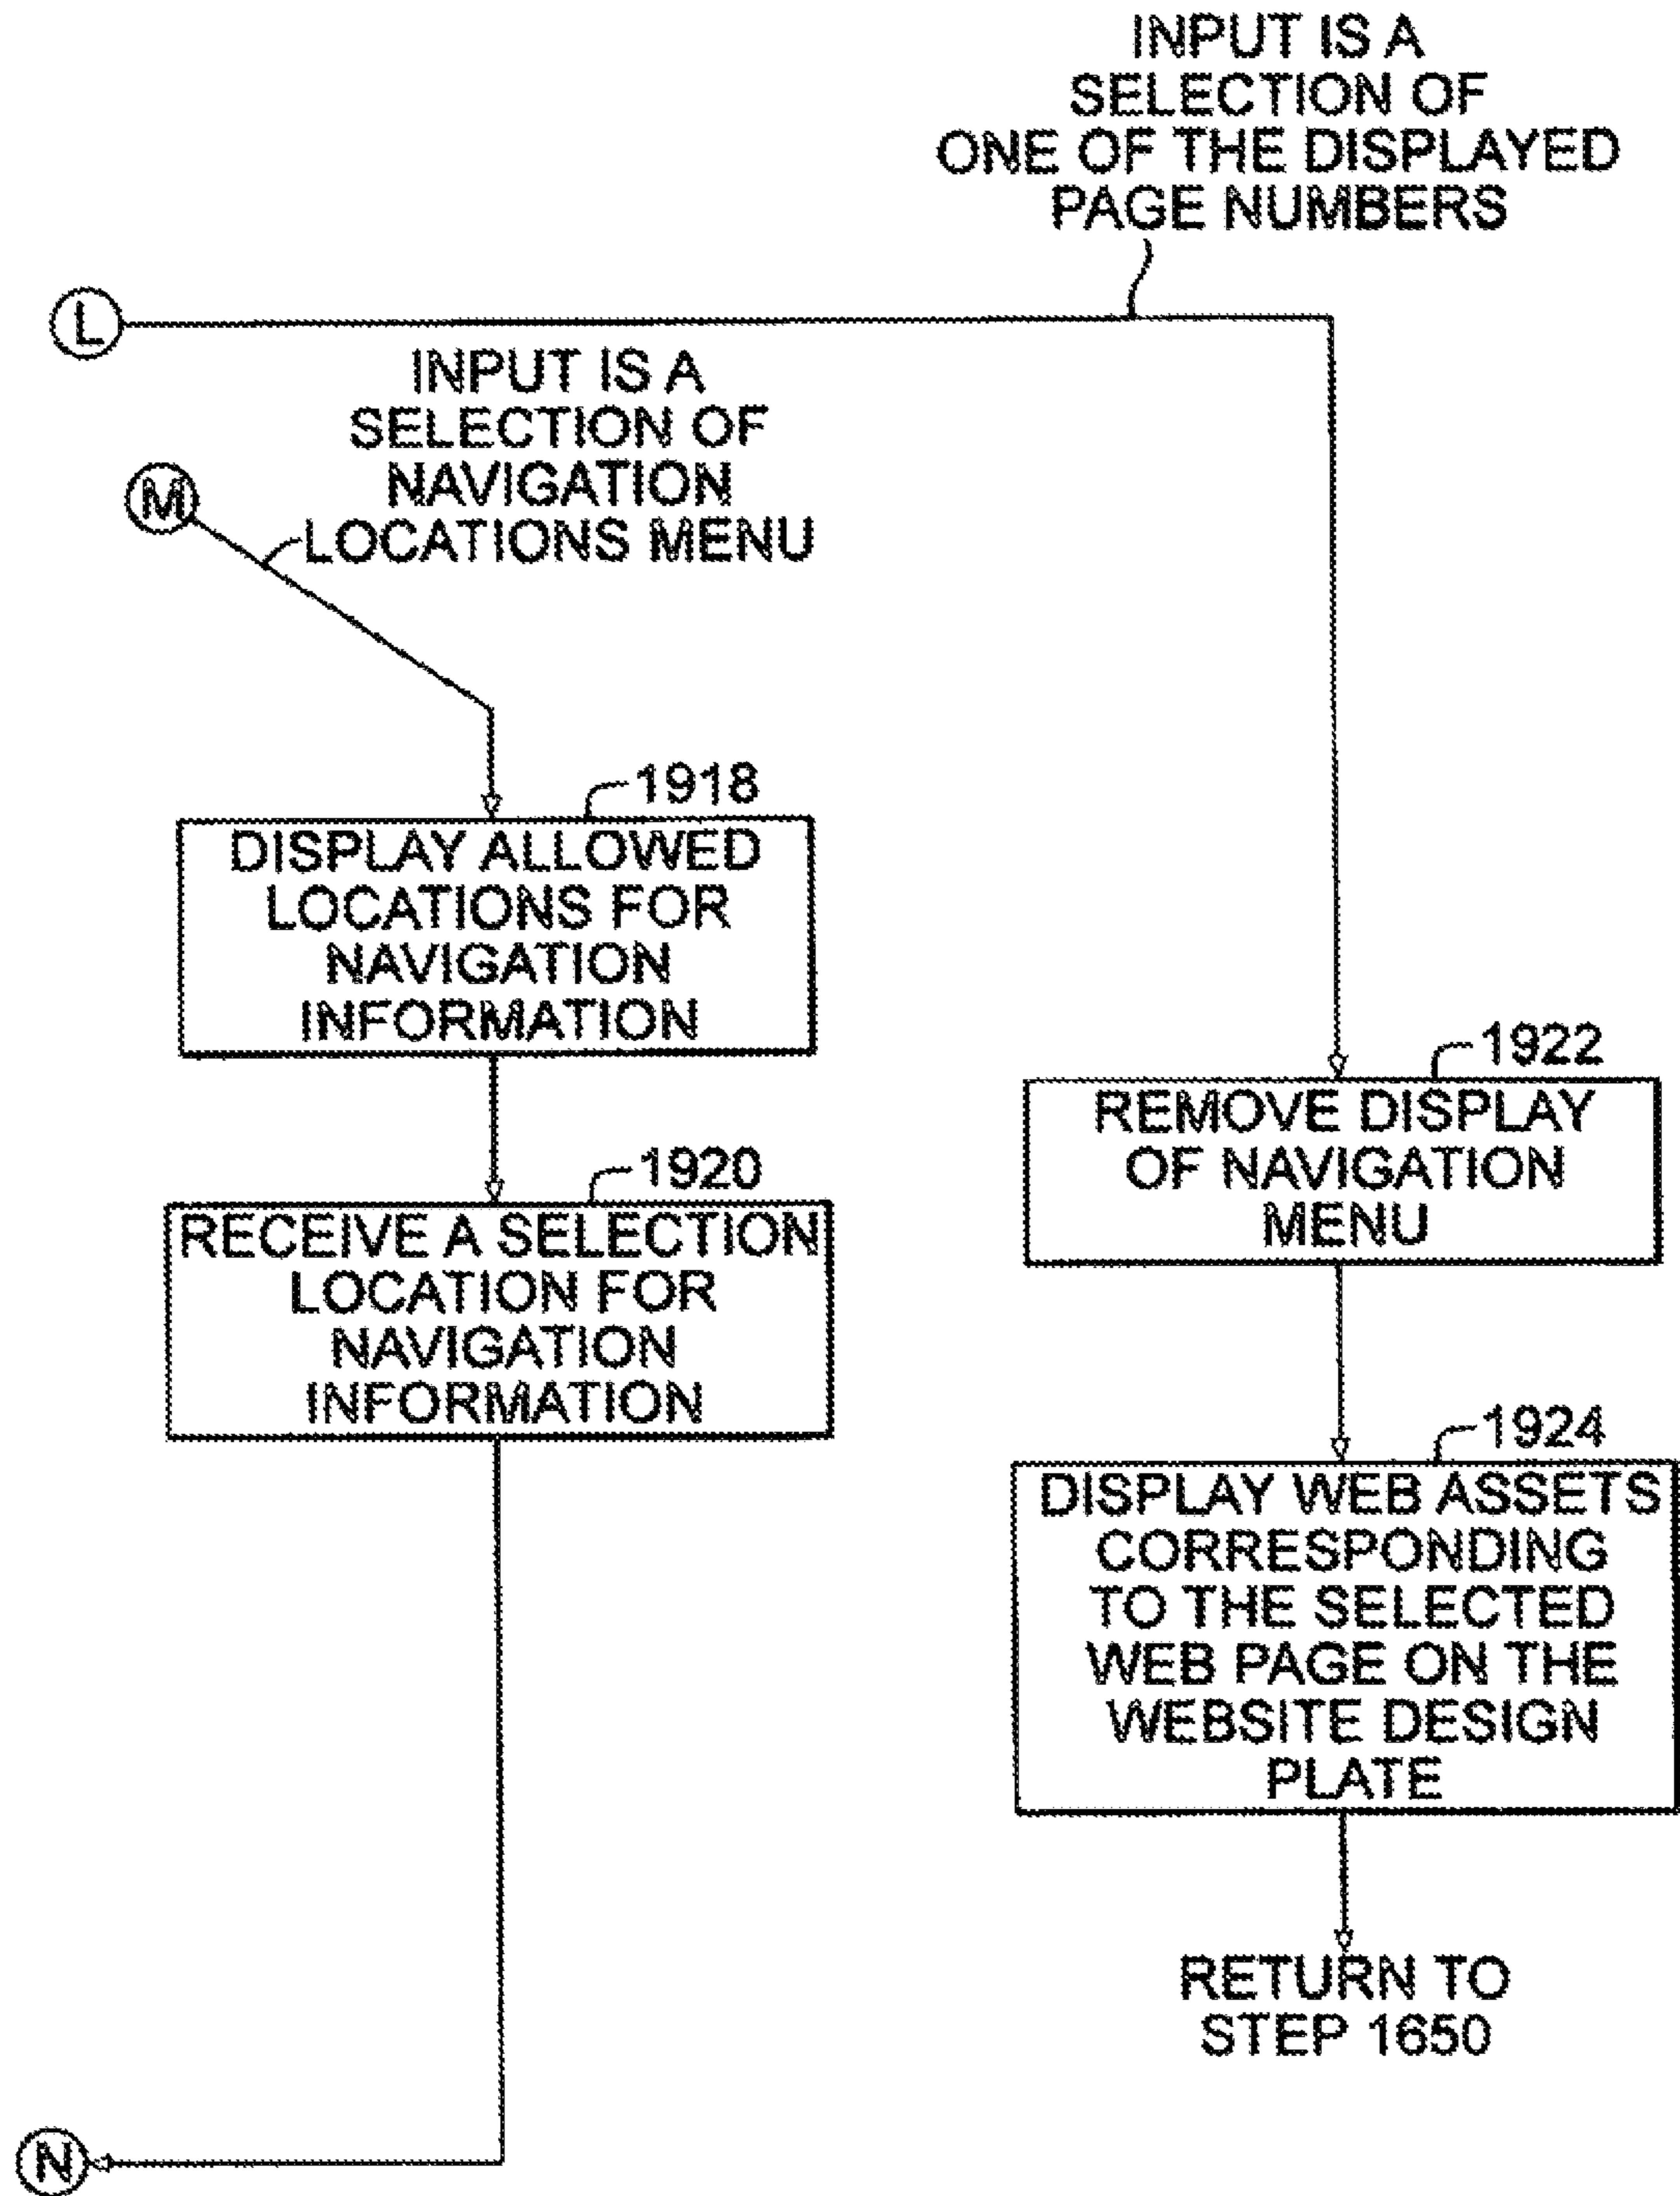 INPUT IS A
SELECTION OF
ONE OF THE DISPLAYED
PAGE NUMBERS
L
INPUT IS A
SELECTION OF
NAVIGATION
LOCATIONS MENU
M
1918
DISPLAY ALLOWED
LOCATIONS FOR
NAVIGATION
INFORMATION
1920
RECEIVE A SELECTION
LOCATION FOR
NAVIGATION
INFORMATION
N
1922
REMOVE DISPLAY
OF NAVIGATION
MENU
1924
DISPLAY WEB ASSETS
CORRESPONDING
TO THE SELECTED
WEB PAGE ON THE
WEBSITE DESIGN
PLATE
RETURN TO
STEP 1650